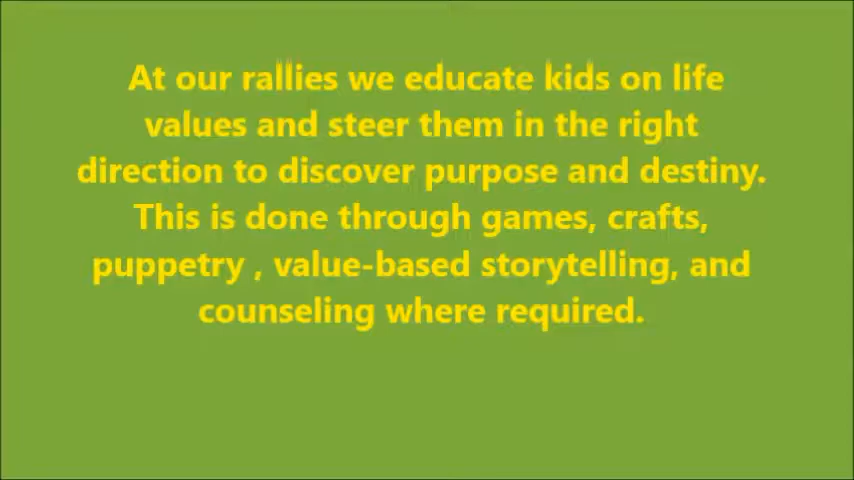 At our rallies we educate kids on life
values and steer them in the right
direction to discover purpose and destiny.
This is done through games, crafts,
puppetry , value-based storytelling, and
counseling where required.